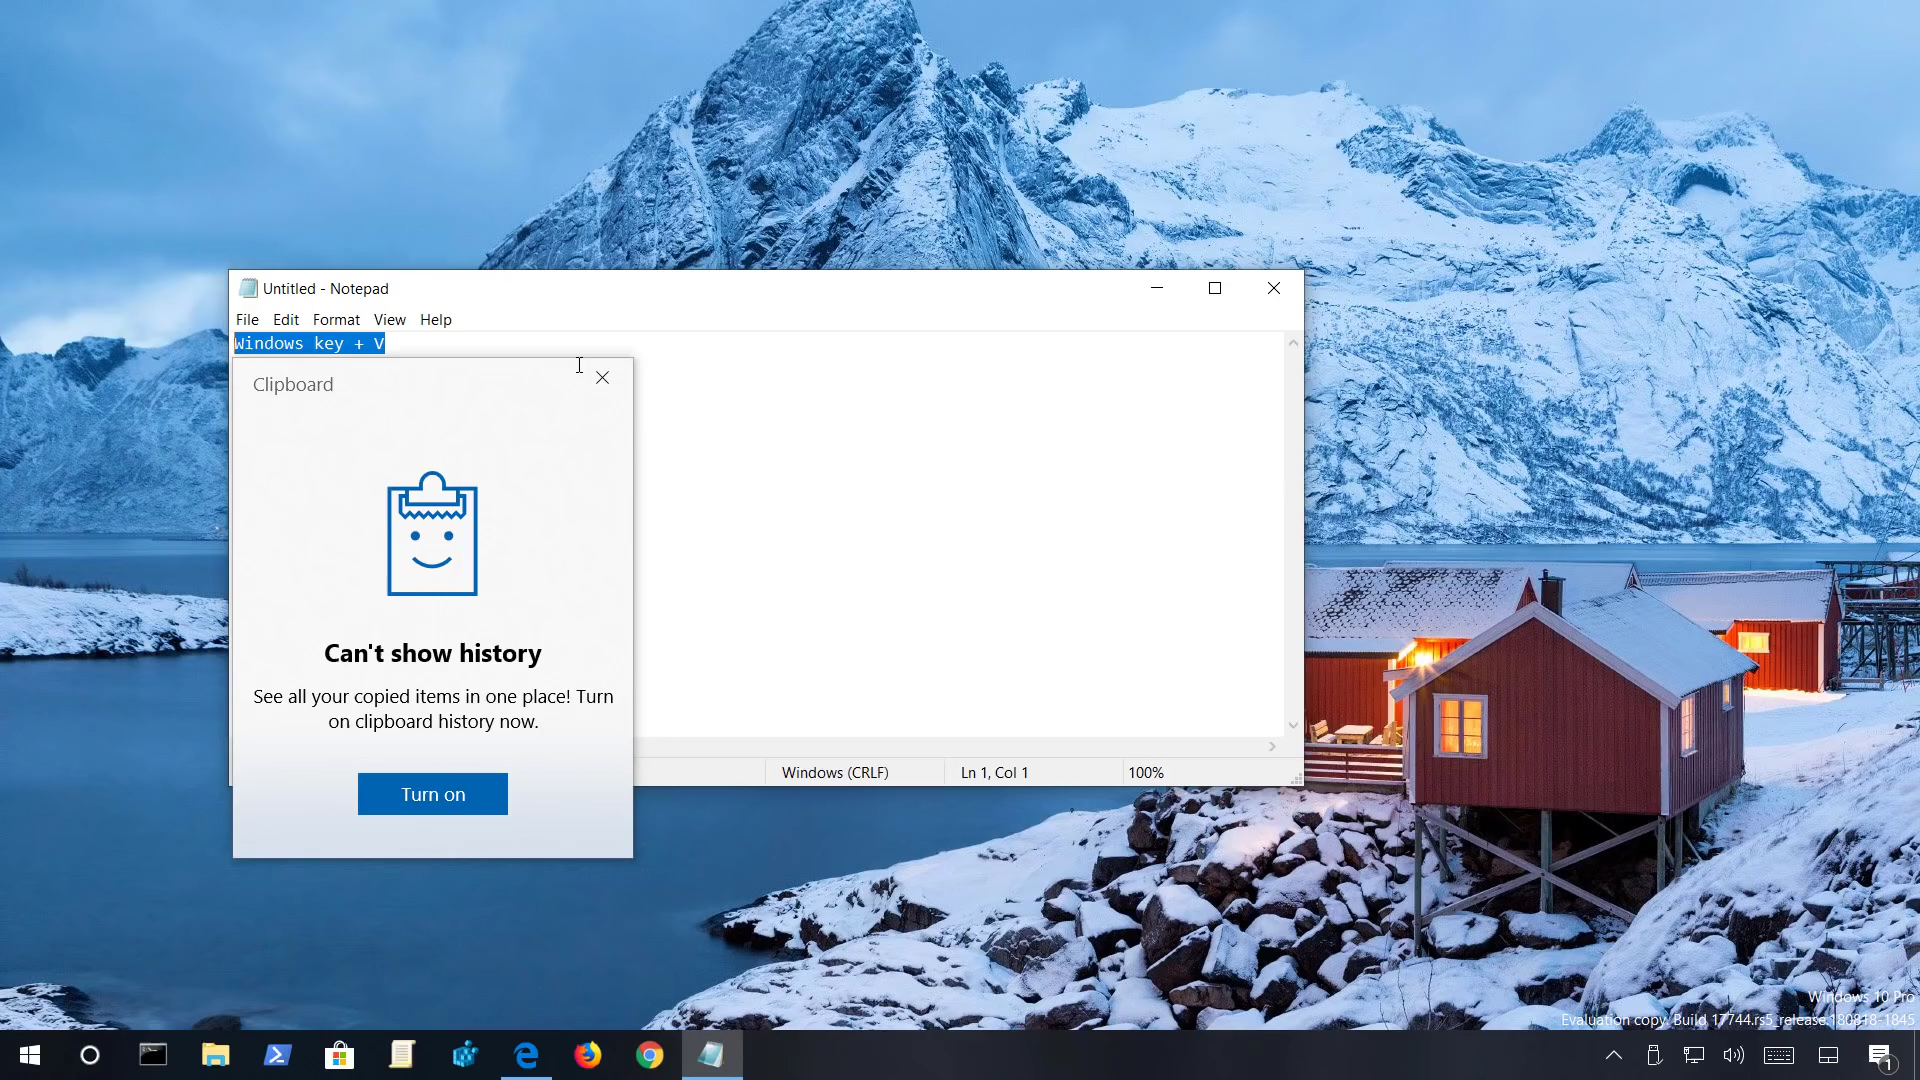 Untitled - Notepad
File Edit Format View Help
Windows key + V
Clipboard
Can't show history
See all your copied items in one place! Turn
on clipboard history now.
Turn on
Windows (CRLF) Ln 1, Col 1 100%
Windows 10 Pro
Evaluation copy. Build 17744.rs5_release.180818-1845
1